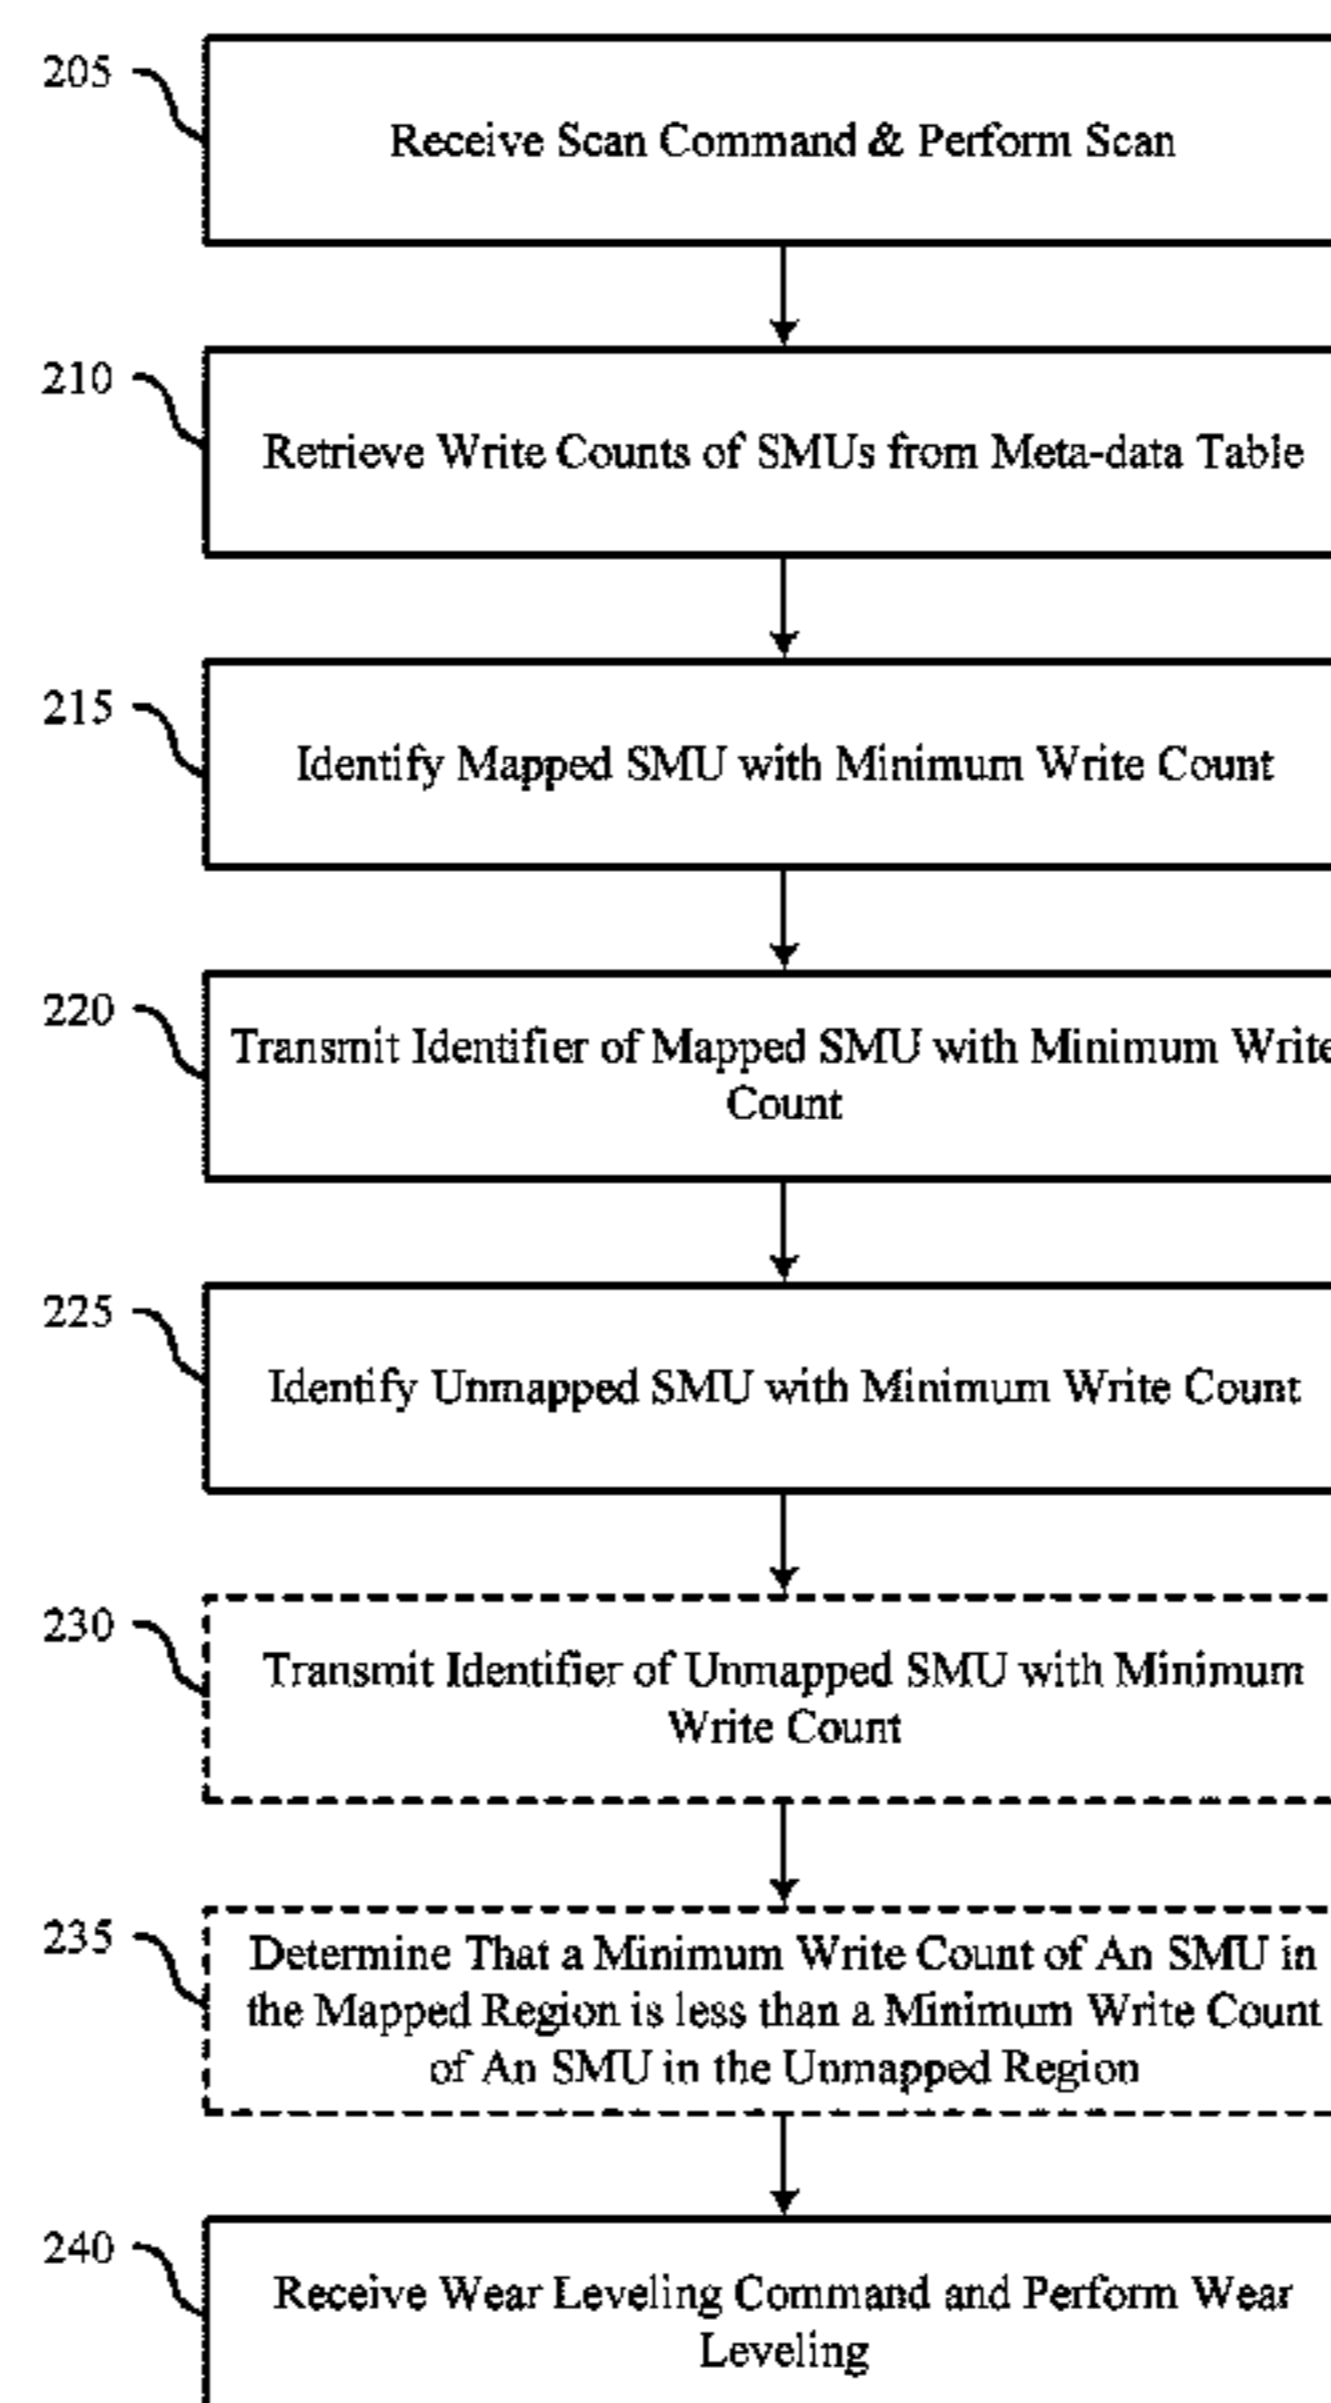 205
Receive Scan Command & Perform Scan
210
Retrieve Write Counts of SMUs from Meta-data Table
215
Identify Mapped SMU with Minimum Write Count
220
Transmit Identifier of Mapped SMU with Minimum Write
Count
225
Identify Unmapped SMU with Minimum Write Count
230
Transmit Identifier of Unmapped SMU with Minimum
Write Count
235
Determine That a Minimum Write Count of An SMU in
the Mapped Region is less than a Minimum Write Count
of An SMU in the Unmapped Region
240
Receive Wear Leveling Command and Perform Wear
Leveling